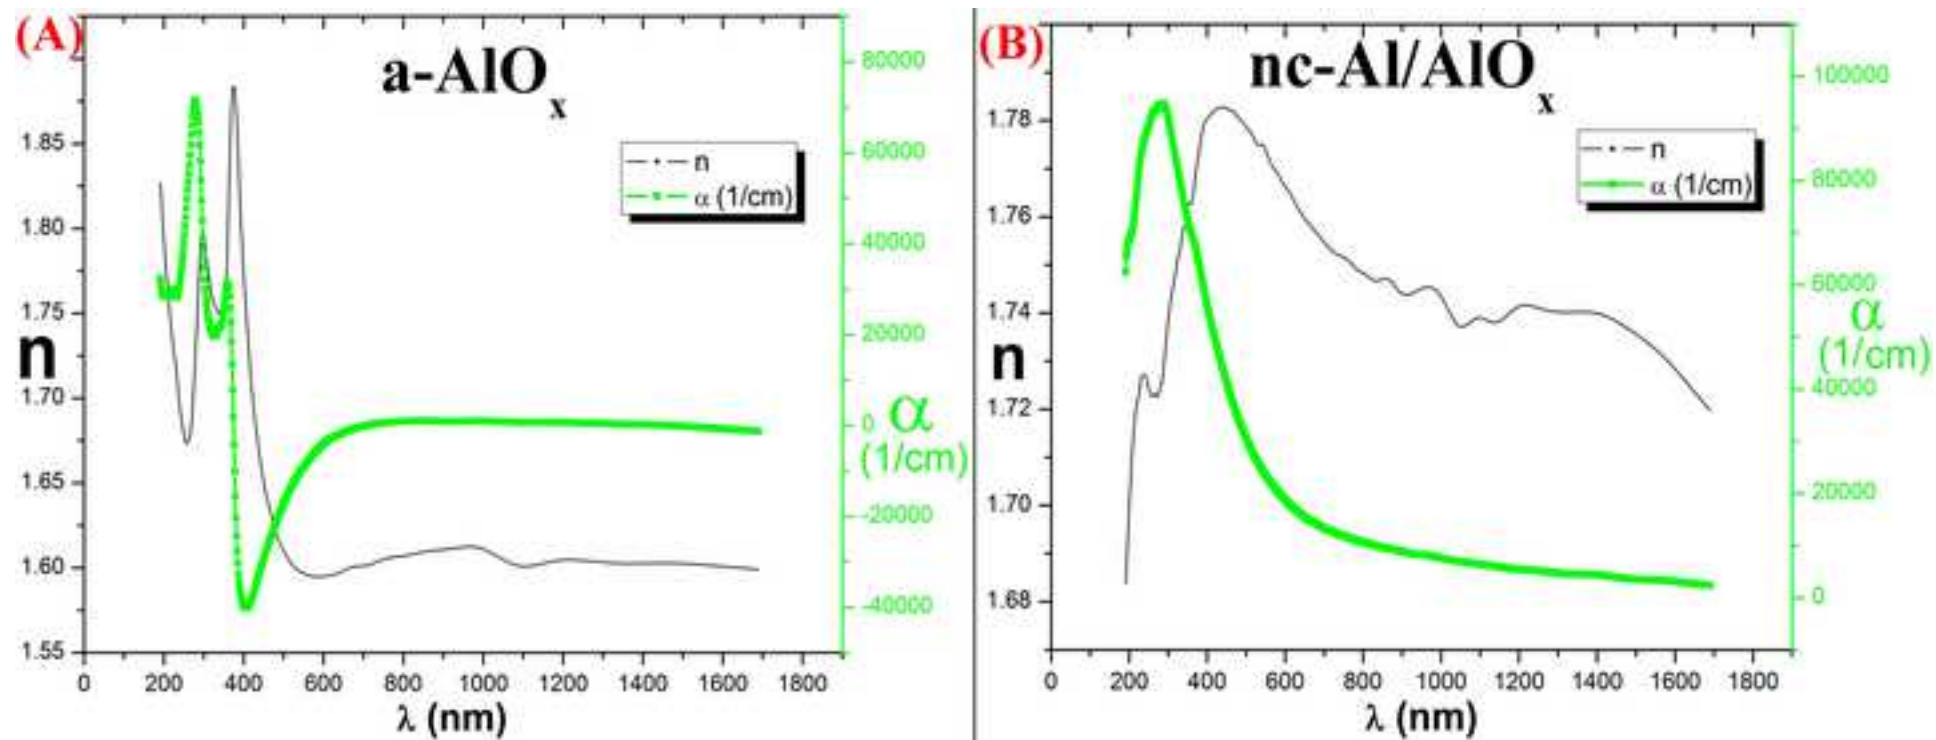 (A)
a-AlOx
n
α (1/cm)
1.85
1.80
1.75
1.70
1.65
1.60
1.55
n
80000
60000
40000
20000
0
-20000
-40000
α
(1/cm)
0 200 400 600 800 1000 1200 1400 1600 1800
λ (nm)
(B)
nc-Al/AlOx
n
α (1/cm)
1.78
1.76
1.74
1.72
1.70
1.68
n
100000
80000
60000
40000
20000
0
α
(1/cm)
0 200 400 600 800 1000 1200 1400 1600 1800
λ (nm)